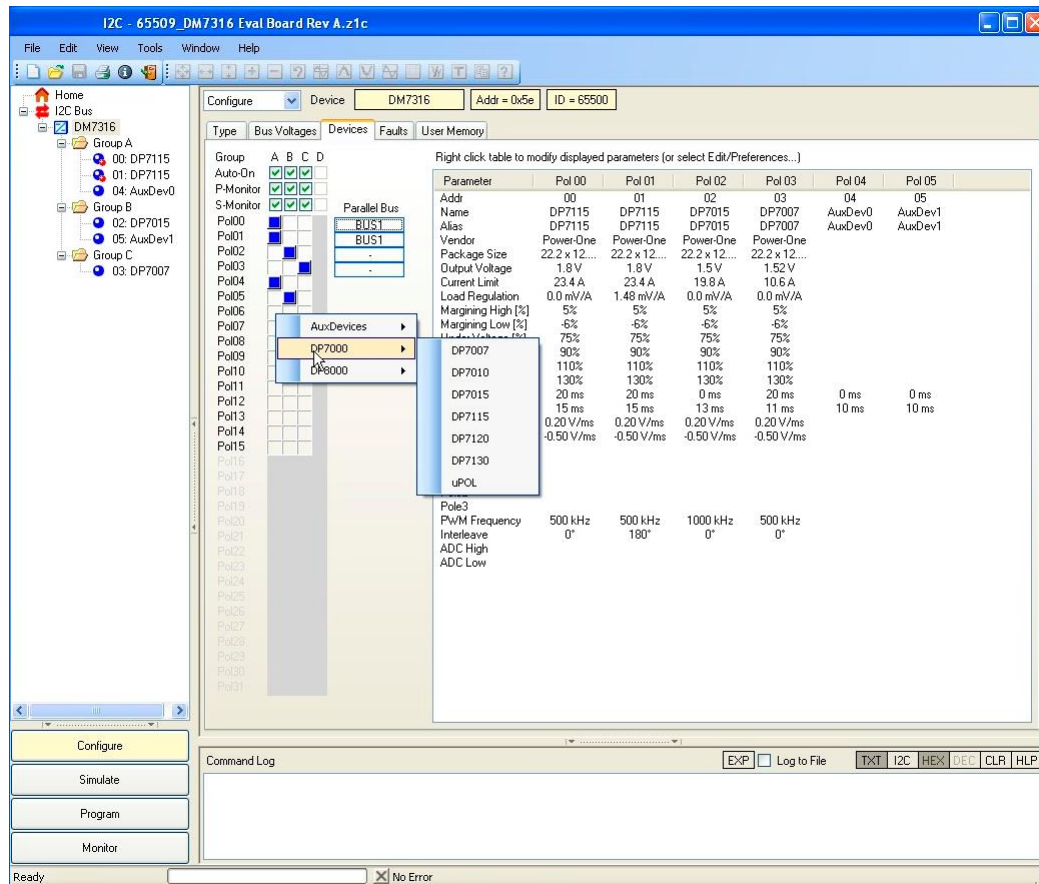 I2C - 65509_DM7316 Eval Board Rev A.z1c
File Edit View Tools Window Help
Home
I2C Bus
DM7316
Group A
00: DP7115
01: DP7115
04: AuxDev0
Group B
02: DP7015
05: AuxDev1
Group C
03: DP7007
Configure Device DM7316 Addr = 0x5e ID = 65500
Type Bus Voltages Devices Faults User Memory
Group A B C D
Auto-On
P-Monitor
S-Monitor
Parallel Bus
Pol00 BUS1
Pol01 BUS1
Pol02 -
Pol03 -
Pol04
Pol05
Pol06
Pol07
Pol08
Pol09
Pol10
Pol11
Pol12
Pol13
Pol14
Pol15
Pol16
Pol17
Pol18
Pol19
Pol20
Pol21
Pol22
Pol23
Pol24
Pol25
Pol26
Pol27
Pol28
Pol29
Pol30
Pol31
AuxDevices
DP7000
DP8000
DP7007
DP7010
DP7015
DP7115
DP7120
DP7130
uPOL
Right click table to modify displayed parameters (or select Edit/Preferences...)
Parameter Pol 00 Pol 01 Pol 02 Pol 03 Pol 04 Pol 05
Addr 00 01 02 03 04 05
Name DP7115 DP7115 DP7015 DP7007 AuxDev0 AuxDev1
Alias DP7115 DP7115 DP7015 DP7007 AuxDev0 AuxDev1
Vendor Power-One Power-One Power-One Power-One
Package Size 22.2 x 12... 22.2 x 12... 22.2 x 12... 22.2 x 12...
Output Voltage 1.8 V 1.8 V 1.5 V 1.52 V
Current Limit 23.4 A 23.4 A 19.8 A 10.6 A
Load Regulation 0.0 mV/A 1.48 mV/A 0.0 mV/A 0.0 mV/A
Margining High [%] 5% 5% 5% 5%
Margining Low [%] -6% -6% -6% -6%
75% 75% 75% 75%
90% 90% 90% 90%
110% 110% 110% 110%
130% 130% 130% 130%
20 ms 20 ms 0 ms 20 ms 0 ms 0 ms
15 ms 15 ms 13 ms 11 ms 10 ms 10 ms
0.20 V/ms 0.20 V/ms 0.20 V/ms 0.20 V/ms
-0.50 V/ms -0.50 V/ms -0.50 V/ms -0.50 V/ms
Pole3
PWM Frequency 500 kHz 500 kHz 1000 kHz 500 kHz
Interleave 0° 180° 0° 0°
ADC High
ADC Low
Configure
Simulate
Program
Monitor
Command Log EXP Log to File TXT I2C HEX DEC CLR HLP
Ready No Error